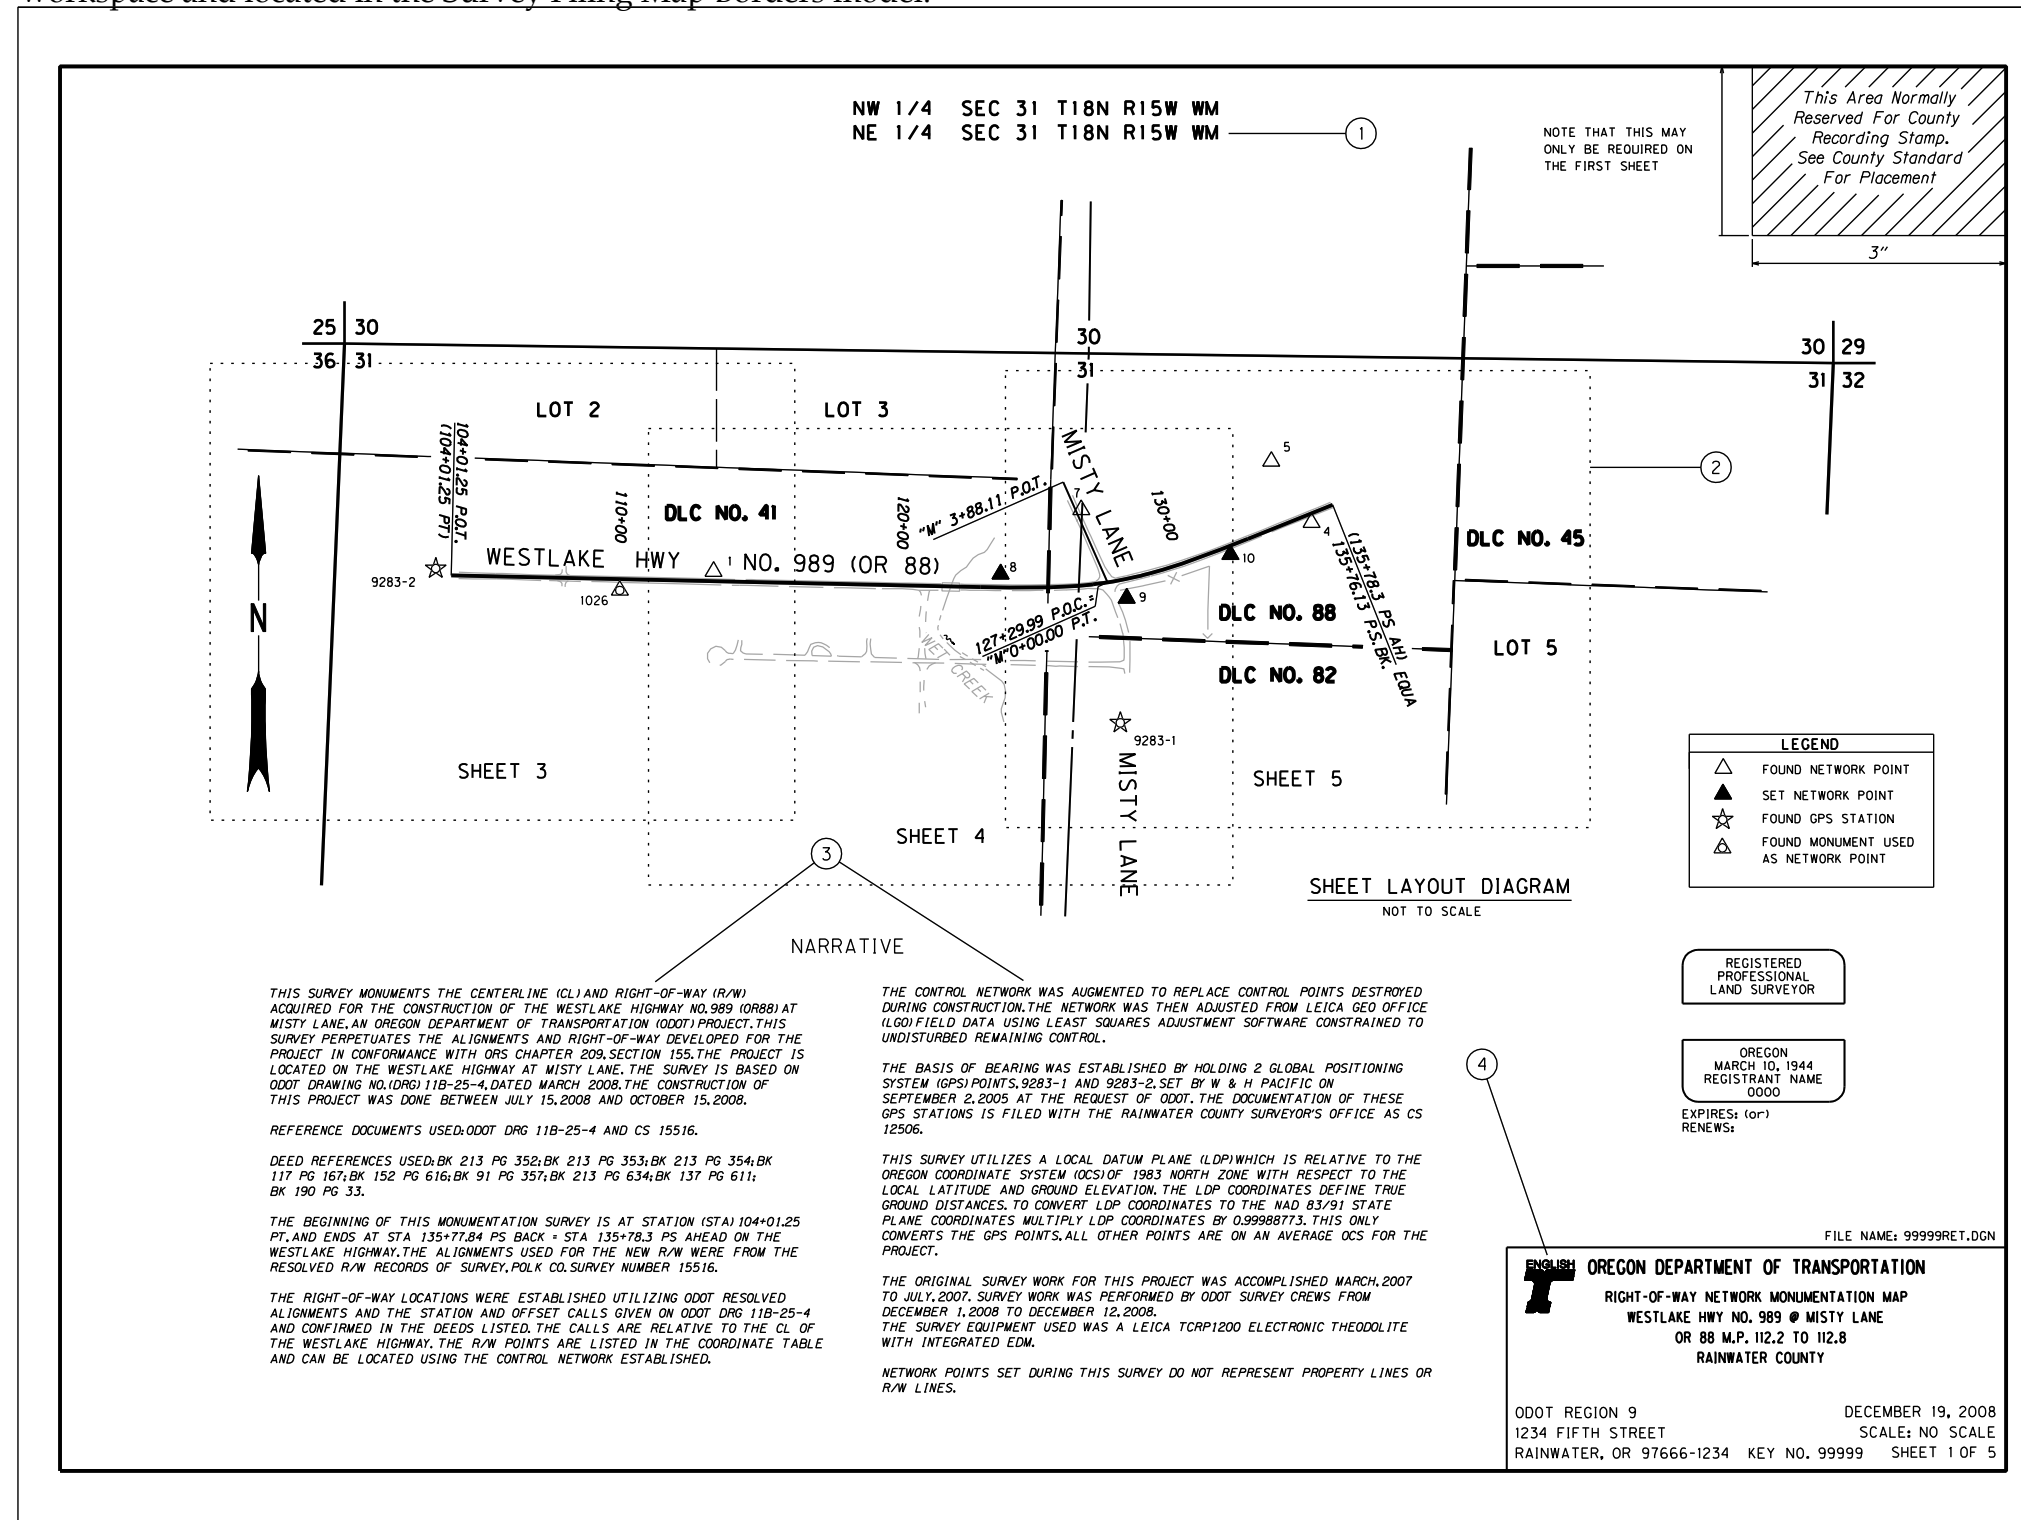 workspace and located in the Survey Filing Map Borders model.
NW 1/4 SEC 31 T18N R15W WM
NE 1/4 SEC 31 T18N R15W WM
1
NOTE THAT THIS MAY
ONLY BE REQUIRED ON
THE FIRST SHEET
This Area Normally
Reserved For County
Recording Stamp.
See County Standard
For Placement
3"
25 30
36 31
30
31
30 29
31 32
LOT 2
LOT 3
104+01.25 P.O.T.
(104+01.25 PT)
110+00
DLC NO. 41
120+00
"M" 3+88.11 P.O.T.
MISTY LANE
7
130+00
5
2
4
DLC NO. 45
WESTLAKE HWY NO. 989 (OR 88)
1
8
10
9
9283-2
1026
(135+78.3 PS AH)
135+76.13 P.S.BK. EQUA
127+29.99 P.O.C. =
"M"0+00.00 P.T.
DLC NO. 88
DLC NO. 82
LOT 5
WET CREEK
N
9283-1
MISTY LANE
SHEET 3
SHEET 4
SHEET 5
3
LEGEND
FOUND NETWORK POINT
SET NETWORK POINT
FOUND GPS STATION
FOUND MONUMENT USED
AS NETWORK POINT
SHEET LAYOUT DIAGRAM
NOT TO SCALE
NARRATIVE
THIS SURVEY MONUMENTS THE CENTERLINE (CL) AND RIGHT-OF-WAY (R/W)
ACQUIRED FOR THE CONSTRUCTION OF THE WESTLAKE HIGHWAY NO. 989 (OR88) AT
MISTY LANE, AN OREGON DEPARTMENT OF TRANSPORTATION (ODOT) PROJECT. THIS
SURVEY PERPETUATES THE ALIGNMENTS AND RIGHT-OF-WAY DEVELOPED FOR THE
PROJECT IN CONFORMANCE WITH ORS CHAPTER 209, SECTION 155. THE PROJECT IS
LOCATED ON THE WESTLAKE HIGHWAY AT MISTY LANE. THE SURVEY IS BASED ON
ODOT DRAWING NO. (DRG) 11B-25-4, DATED MARCH 2008. THE CONSTRUCTION OF
THIS PROJECT WAS DONE BETWEEN JULY 15, 2008 AND OCTOBER 15, 2008.
REFERENCE DOCUMENTS USED: ODOT DRG 11B-25-4 AND CS 15516.
DEED REFERENCES USED: BK 213 PG 352; BK 213 PG 353; BK 213 PG 354; BK
117 PG 167; BK 152 PG 616; BK 91 PG 357; BK 213 PG 634; BK 137 PG 611;
BK 190 PG 33.
THE BEGINNING OF THIS MONUMENTATION SURVEY IS AT STATION (STA) 104+01.25
PT, AND ENDS AT STA 135+77.84 PS BACK = STA 135+78.3 PS AHEAD ON THE
WESTLAKE HIGHWAY. THE ALIGNMENTS USED FOR THE NEW R/W WERE FROM THE
RESOLVED R/W RECORDS OF SURVEY, POLK CO. SURVEY NUMBER 15516.
THE RIGHT-OF-WAY LOCATIONS WERE ESTABLISHED UTILIZING ODOT RESOLVED
ALIGNMENTS AND THE STATION AND OFFSET CALLS GIVEN ON ODOT DRG 11B-25-4
AND CONFIRMED IN THE DEEDS LISTED. THE CALLS ARE RELATIVE TO THE CL OF
THE WESTLAKE HIGHWAY. THE R/W POINTS ARE LISTED IN THE COORDINATE TABLE
AND CAN BE LOCATED USING THE CONTROL NETWORK ESTABLISHED.
THE CONTROL NETWORK WAS AUGMENTED TO REPLACE CONTROL POINTS DESTROYED
DURING CONSTRUCTION. THE NETWORK WAS THEN ADJUSTED FROM LEICA GEO OFFICE
(LGO) FIELD DATA USING LEAST SQUARES ADJUSTMENT SOFTWARE CONSTRAINED TO
UNDISTURBED REMAINING CONTROL.
THE BASIS OF BEARING WAS ESTABLISHED BY HOLDING 2 GLOBAL POSITIONING
SYSTEM (GPS) POINTS, 9283-1 AND 9283-2, SET BY W & H PACIFIC ON
SEPTEMBER 2, 2005 AT THE REQUEST OF ODOT. THE DOCUMENTATION OF THESE
GPS STATIONS IS FILED WITH THE RAINWATER COUNTY SURVEYOR'S OFFICE AS CS
12506.
THIS SURVEY UTILIZES A LOCAL DATUM PLANE (LDP) WHICH IS RELATIVE TO THE
OREGON COORDINATE SYSTEM (OCS) OF 1983 NORTH ZONE WITH RESPECT TO THE
LOCAL LATITUDE AND GROUND ELEVATION. THE LDP COORDINATES DEFINE TRUE
GROUND DISTANCES. TO CONVERT LDP COORDINATES TO THE NAD 83/91 STATE
PLANE COORDINATES MULTIPLY LDP COORDINATES BY 0.99988773. THIS ONLY
CONVERTS THE GPS POINTS, ALL OTHER POINTS ARE ON AN AVERAGE OCS FOR THE
PROJECT.
THE ORIGINAL SURVEY WORK FOR THIS PROJECT WAS ACCOMPLISHED MARCH, 2007
TO JULY, 2007. SURVEY WORK WAS PERFORMED BY ODOT SURVEY CREWS FROM
DECEMBER 1, 2008 TO DECEMBER 12, 2008.
THE SURVEY EQUIPMENT USED WAS A LEICA TCRP1200 ELECTRONIC THEODOLITE
WITH INTEGRATED EDM.
NETWORK POINTS SET DURING THIS SURVEY DO NOT REPRESENT PROPERTY LINES OR
R/W LINES.
REGISTERED
PROFESSIONAL
LAND SURVEYOR
4
OREGON
MARCH 10, 1944
REGISTRANT NAME
0000
EXPIRES: (or)
RENEWS:
FILE NAME: 99999RET.DGN
ENGLISH
OREGON DEPARTMENT OF TRANSPORTATION
RIGHT-OF-WAY NETWORK MONUMENTATION MAP
WESTLAKE HWY NO. 989 @ MISTY LANE
OR 88 M.P. 112.2 TO 112.8
RAINWATER COUNTY
ODOT REGION 9 DECEMBER 19, 2008
1234 FIFTH STREET SCALE: NO SCALE
RAINWATER, OR 97666-1234 KEY NO. 99999 SHEET 1 OF 5